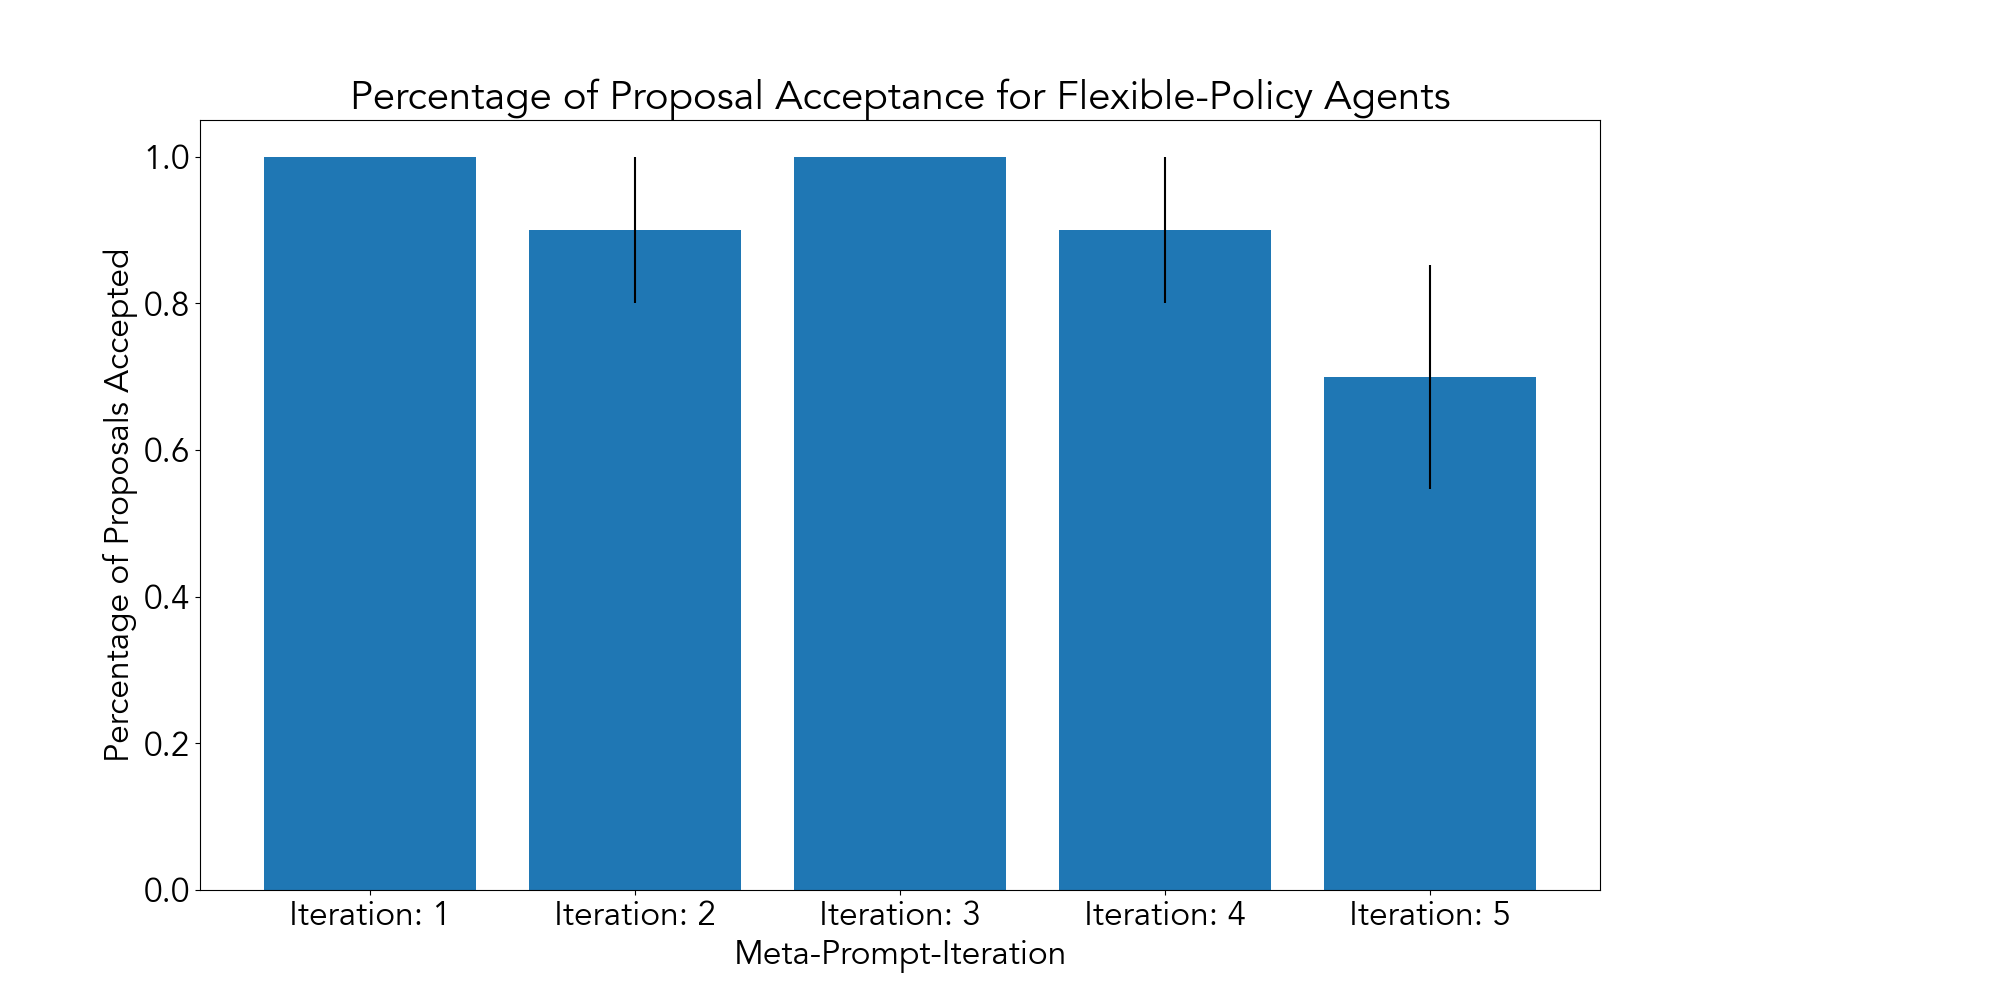 Percentage of Proposal Acceptance for Flexible-Policy Agents
Percentage of Proposals Accepted
1.0
0.8
0.6
0.4
0.2
0.0
Iteration: 1
Iteration: 2
Iteration: 3
Iteration: 4
Iteration: 5
Meta-Prompt-Iteration